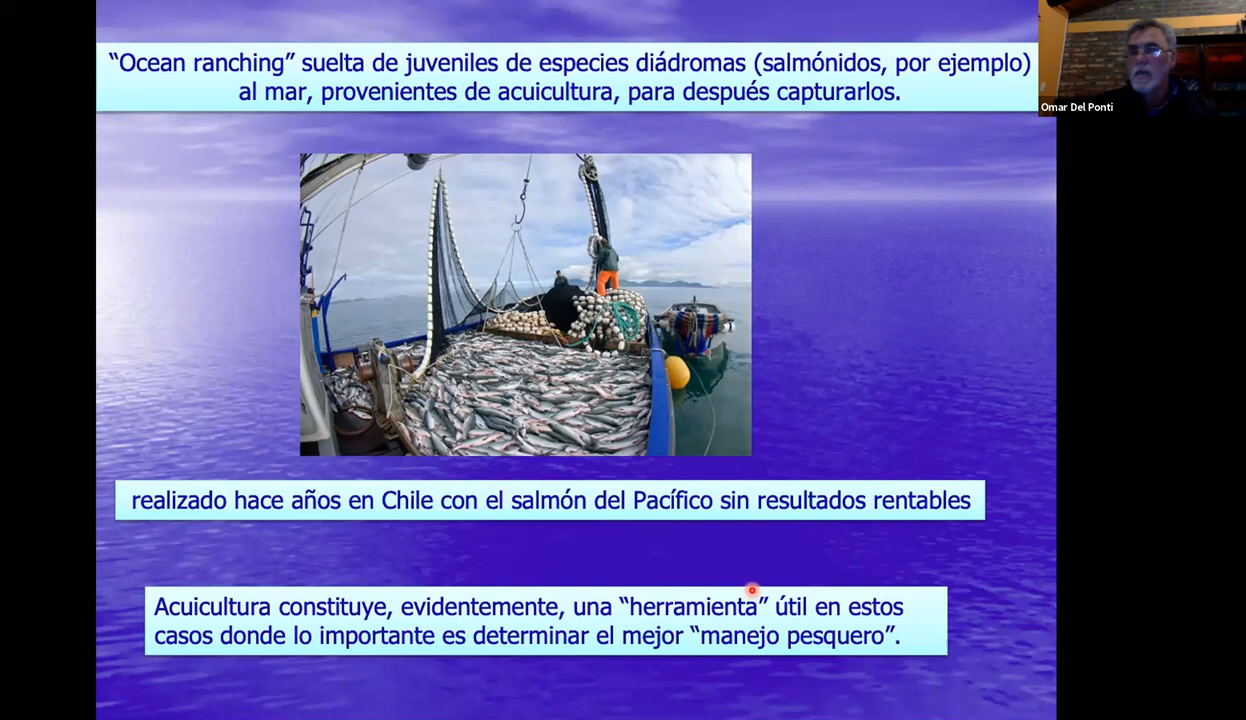 “Ocean ranching” suelta de juveniles de especies diádromas (salmónidos, por ejemplo)
al mar, provenientes de acuicultura, para después capturarlos.
Omar Del Ponti
realizado hace años en Chile con el salmón del Pacífico sin resultados rentables
Acuicultura constituye, evidentemente, una “herramienta” útil en estos
casos donde lo importante es determinar el mejor “manejo pesquero”.